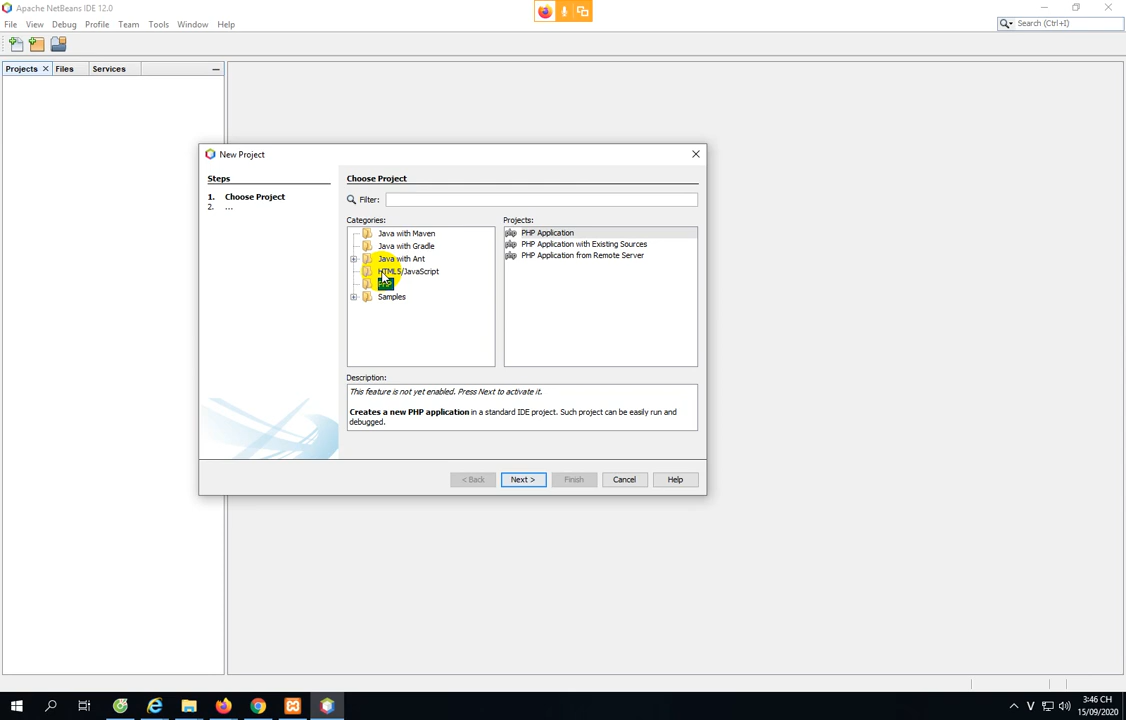 Apache NetBeans IDE 12.0
File View Debug Profile Team Tools Window Help
Search (Ctrl+I)
Projects Files Services
New Project
Steps
1. Choose Project
2. ...
Choose Project
Filter:
Categories:
Java with Maven
Java with Gradle
Java with Ant
HTML5/JavaScript
PHP
Samples
Projects:
PHP Application
PHP Application with Existing Sources
PHP Application from Remote Server
Description:
This feature is not yet enabled. Press Next to activate it.
Creates a new PHP application in a standard IDE project. Such project can be easily run and
debugged.
< Back Next > Finish Cancel Help
V
3:46 CH
15/09/2020